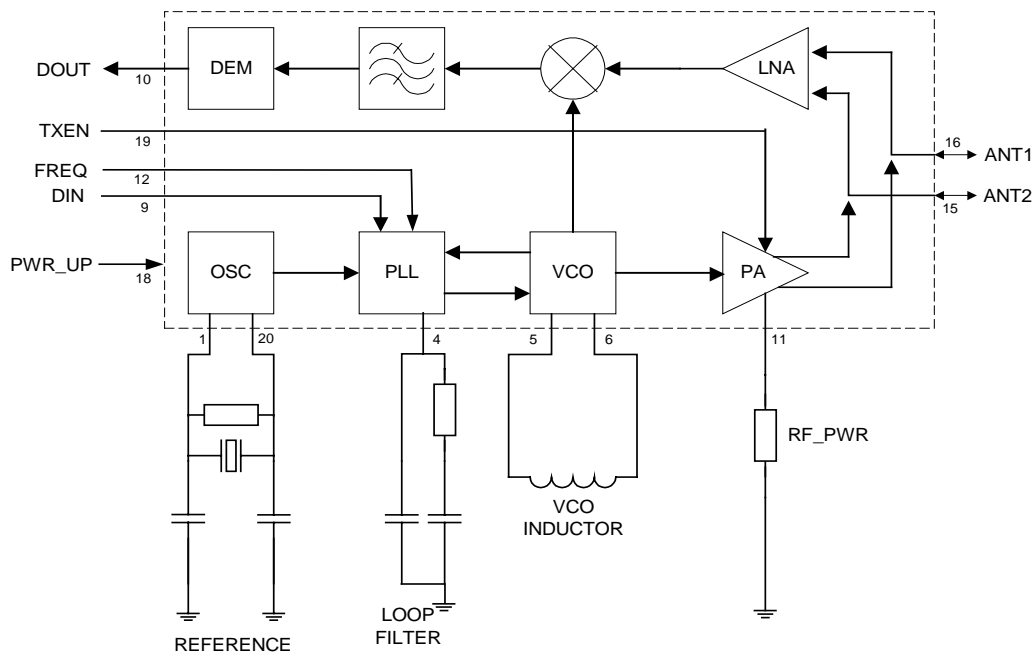 DOUT
10
DEM
LNA
TXEN
19
16
ANT1
FREQ
12
DIN
9
ANT2
15
PWR_UP
18
OSC
PLL
VCO
PA
1
20
4
5
6
11
RF_PWR
VCO
INDUCTOR
LOOP
FILTER
REFERENCE